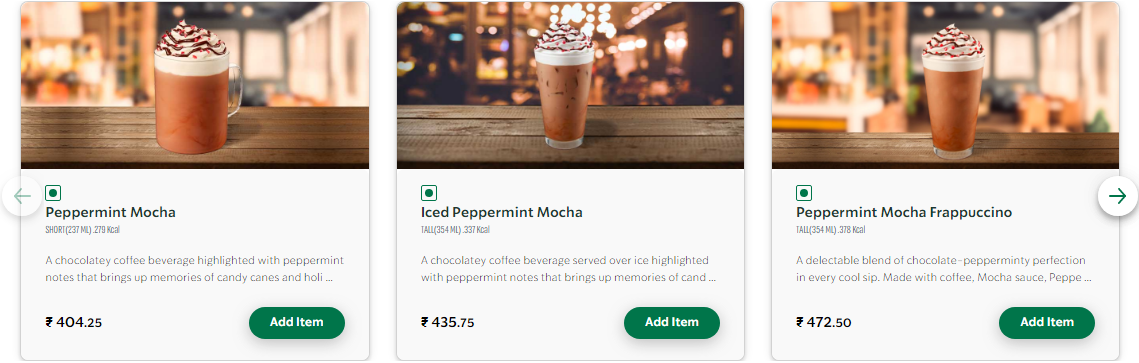 Peppermint Mocha
SHORT(237 ML) .279 Kcal
A chocolatey coffee beverage highlighted with peppermint
notes that brings up memories of candy canes and holi ...
₹ 404.25
Add Item
Iced Peppermint Mocha
TALL(354 ML) .337 Kcal
A chocolatey coffee beverage served over ice highlighted
with peppermint notes that brings up memories of cand ...
₹ 435.75
Add Item
Peppermint Mocha Frappuccino
TALL(354 ML) .378 Kcal
A delectable blend of chocolate-pepperminty perfection
in every cool sip. Made with coffee, Mocha sauce, Peppe ...
₹ 472.50
Add Item